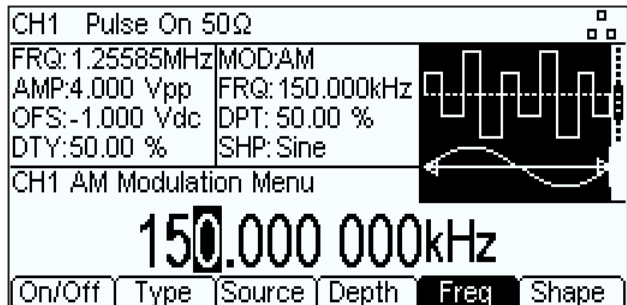 CH1 Pulse On 50Ω
FRQ:1.25585MHz MOD:AM
AMP:4.000 Vpp FRQ:150.000kHz
OFS:-1.000 Vdc DPT: 50.00 %
DTY:50.00 % SHP: Sine
CH1 AM Modulation Menu
150.000 000kHz
On/Off Type Source Depth Freq Shape